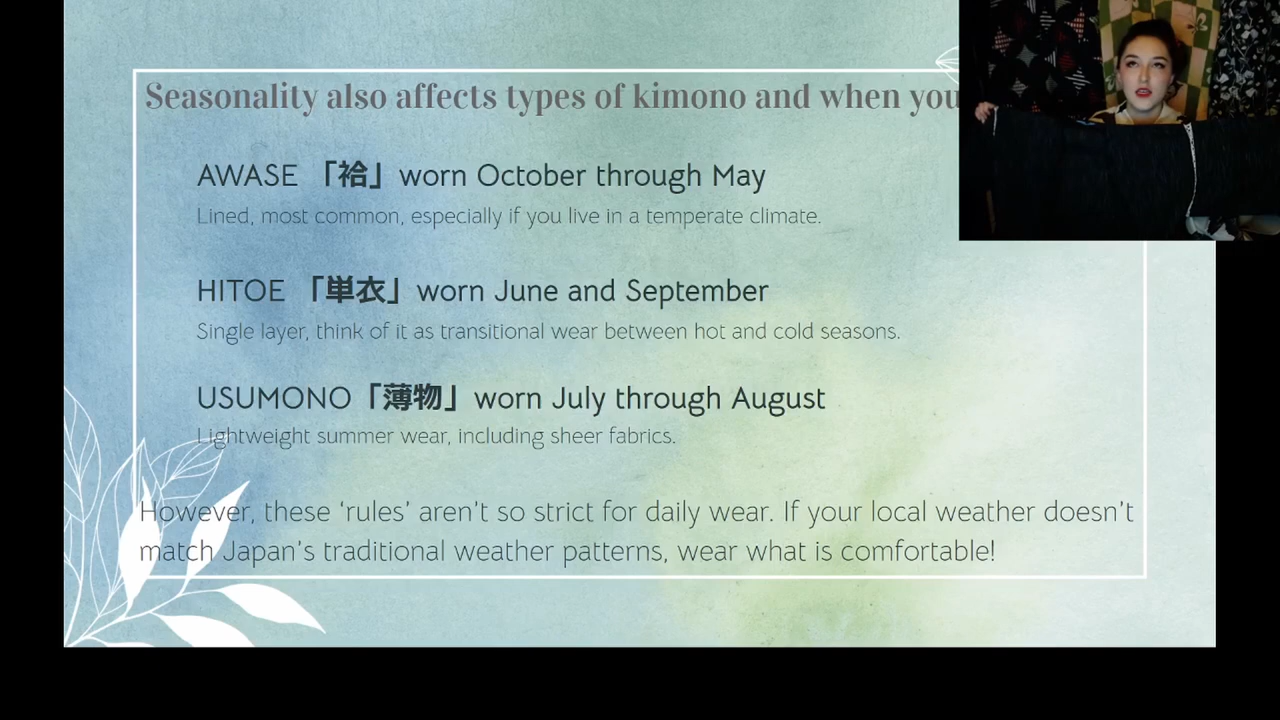 Seasonality also affects types of kimono and when you
AWASE 「袷」 worn October through May
Lined, most common, especially if you live in a temperate climate.
HITOE 「単衣」 worn June and September
Single layer, think of it as transitional wear between hot and cold seasons.
USUMONO「薄物」 worn July through August
Lightweight summer wear, including sheer fabrics.
However, these ‘rules’ aren’t so strict for daily wear. If your local weather doesn’t
match Japan’s traditional weather patterns, wear what is comfortable!